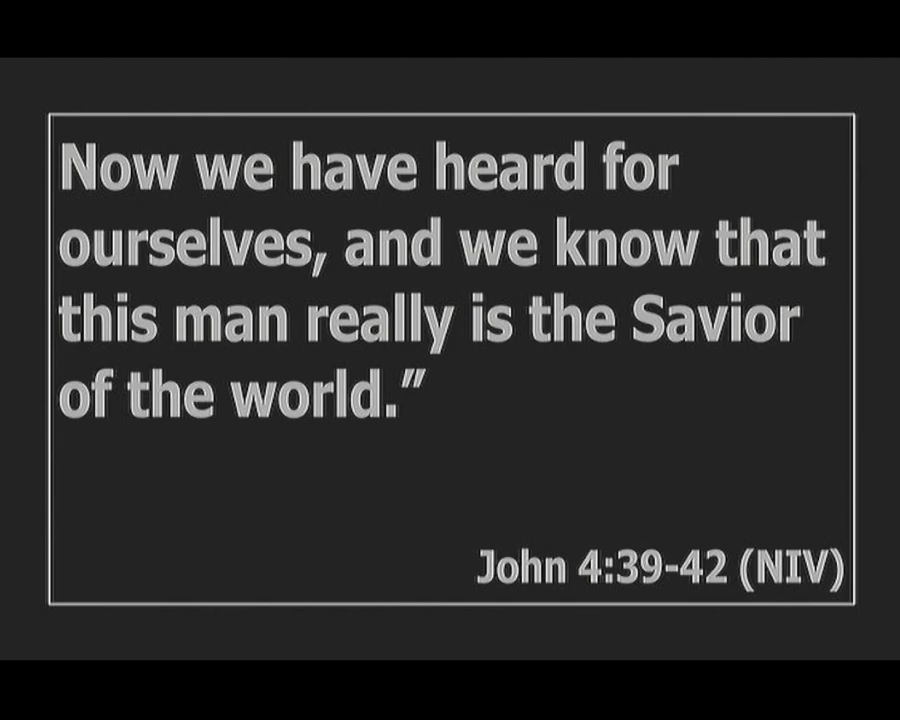 Now we have heard for
ourselves, and we know that
this man really is the Savior
of the world.”
John 4:39-42 (NIV)